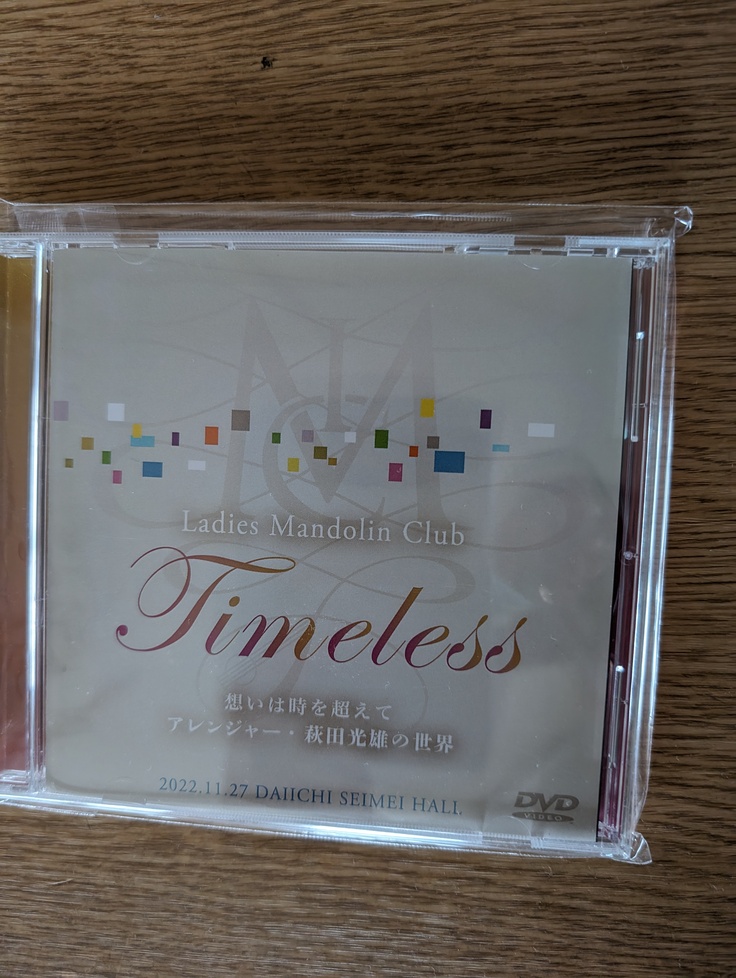 Ladies Mandolin Club
Timeless
想いは時を超えて
アレンジャー・萩田光雄の世界
2022.11.27 DAIICHI SEIMEI HALL
DVD
VIDEO